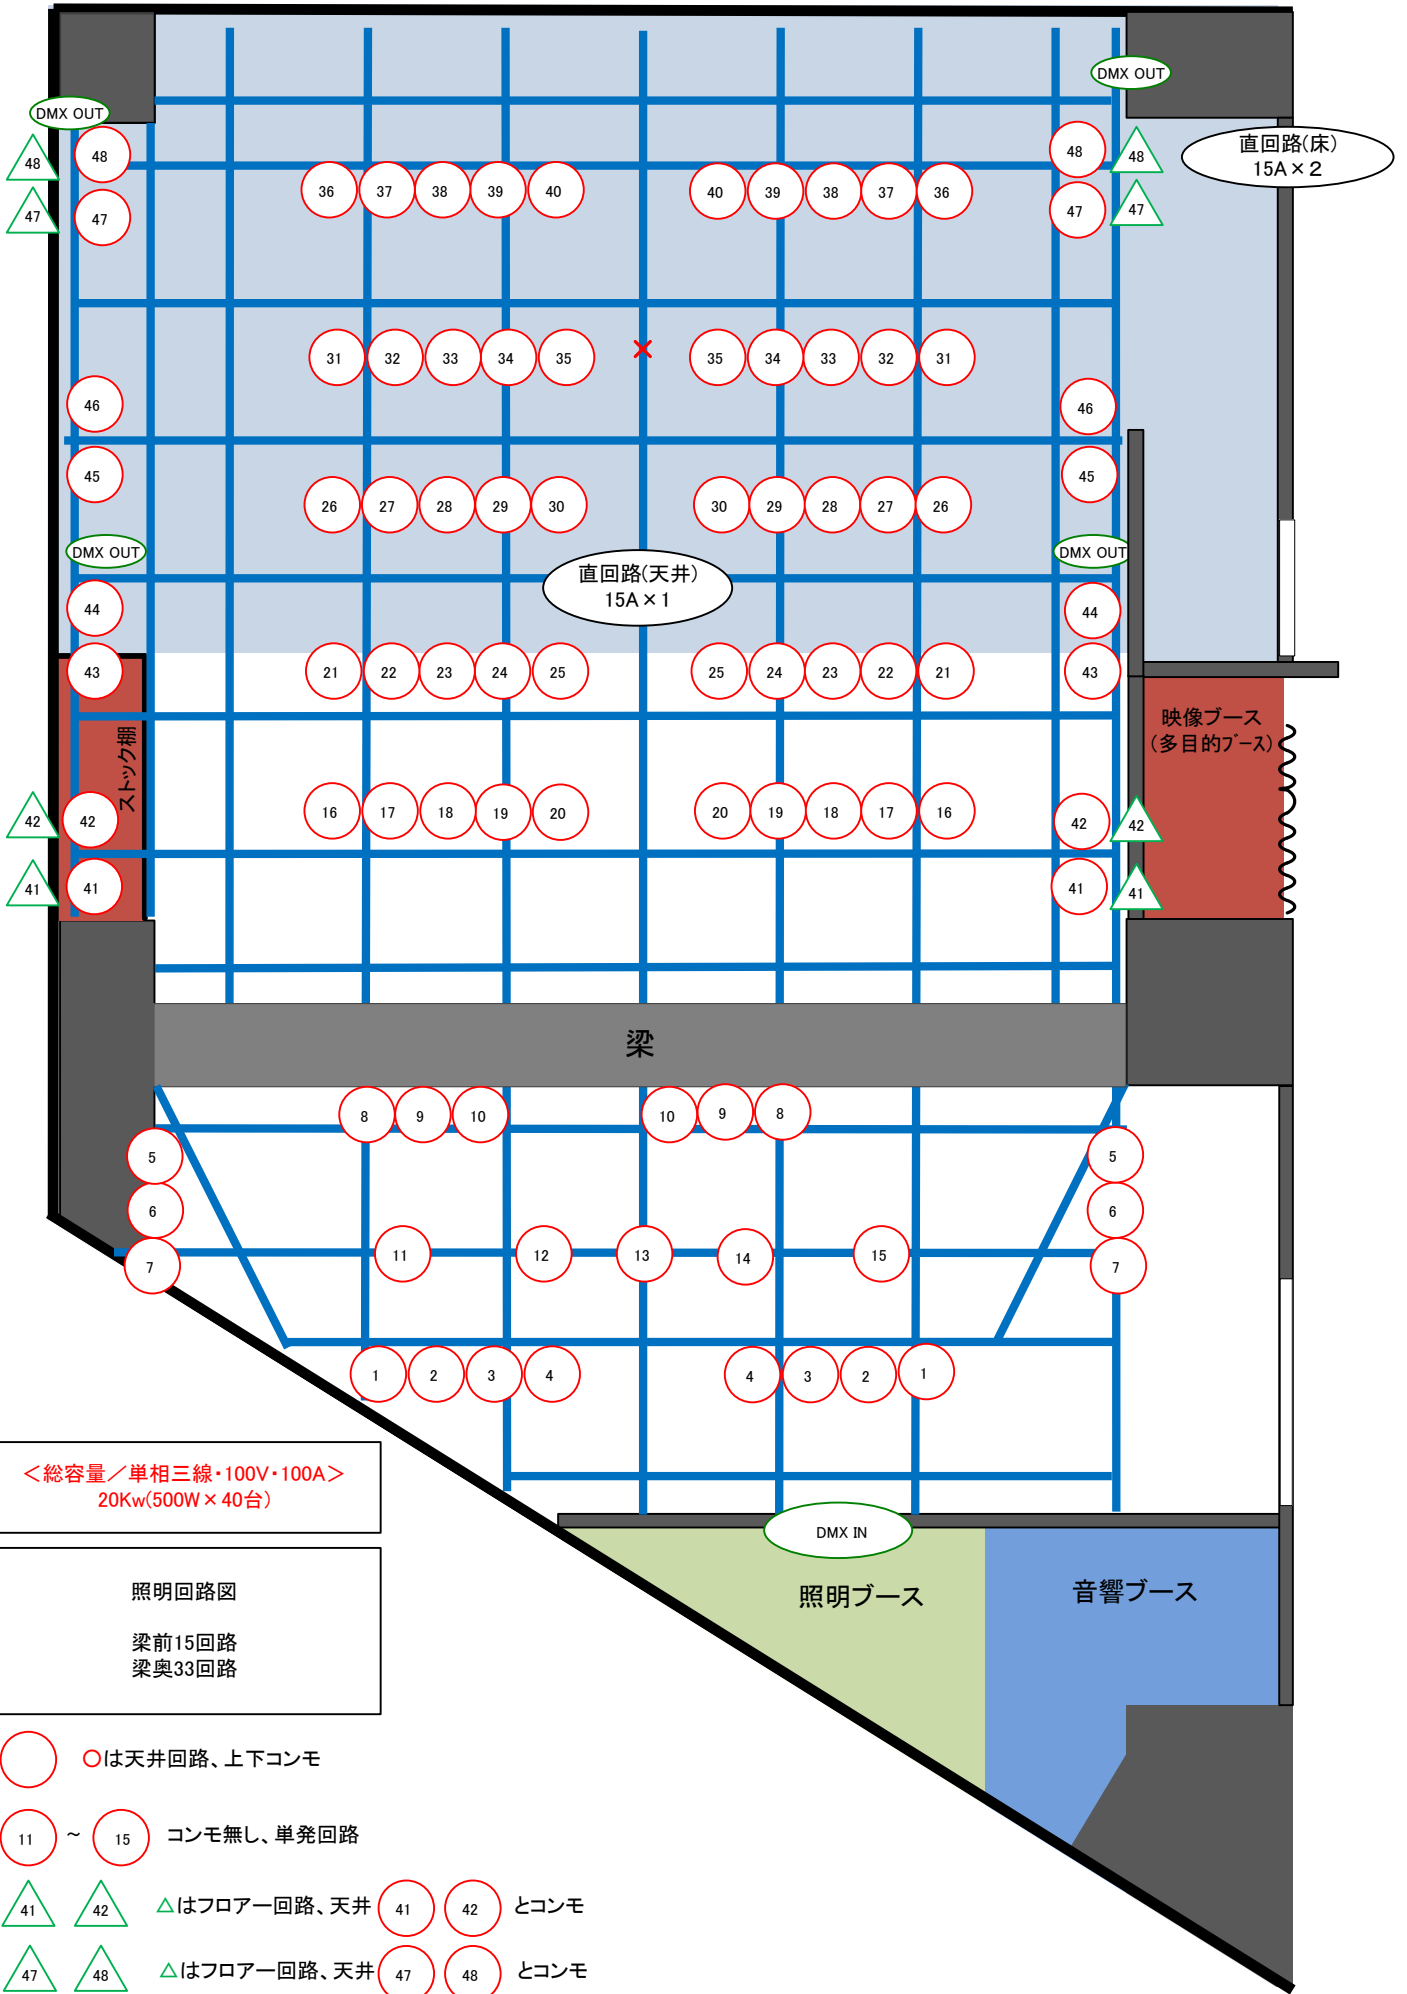 DMX OUT
DMX OUT
直回路(床)
15A×2
48 48 48 48
47 47 47 47
36 37 38 39 40 40 39 38 37 36
31 32 33 34 35 35 34 33 32 31
46 46
45 45
26 27 28 29 30 30 29 28 27 26
DMX OUT
DMX OUT
直回路(天井)
15A×1
44 44
43 21 22 23 24 25 25 24 23 22 21 43
ストック棚
映像ブース
(多目的ブース)
16 17 18 19 20 20 19 18 17 16
42 42 42 42
41 41 41 41
梁
8 9 10 10 9 8
5 5
6 6
7 11 12 13 14 15 7
1 2 3 4 4 3 2 1
<総容量/単相三線・100V・100A>
20Kw(500W×40台)
DMX IN
照明ブース
音響ブース
照明回路図
梁前15回路
梁奥33回路
○は天井回路、上下コンモ
11 ~ 15 コンモ無し、単発回路
41 42 △はフロアー回路、天井 41 42 とコンモ
47 48 △はフロアー回路、天井 47 48 とコンモ